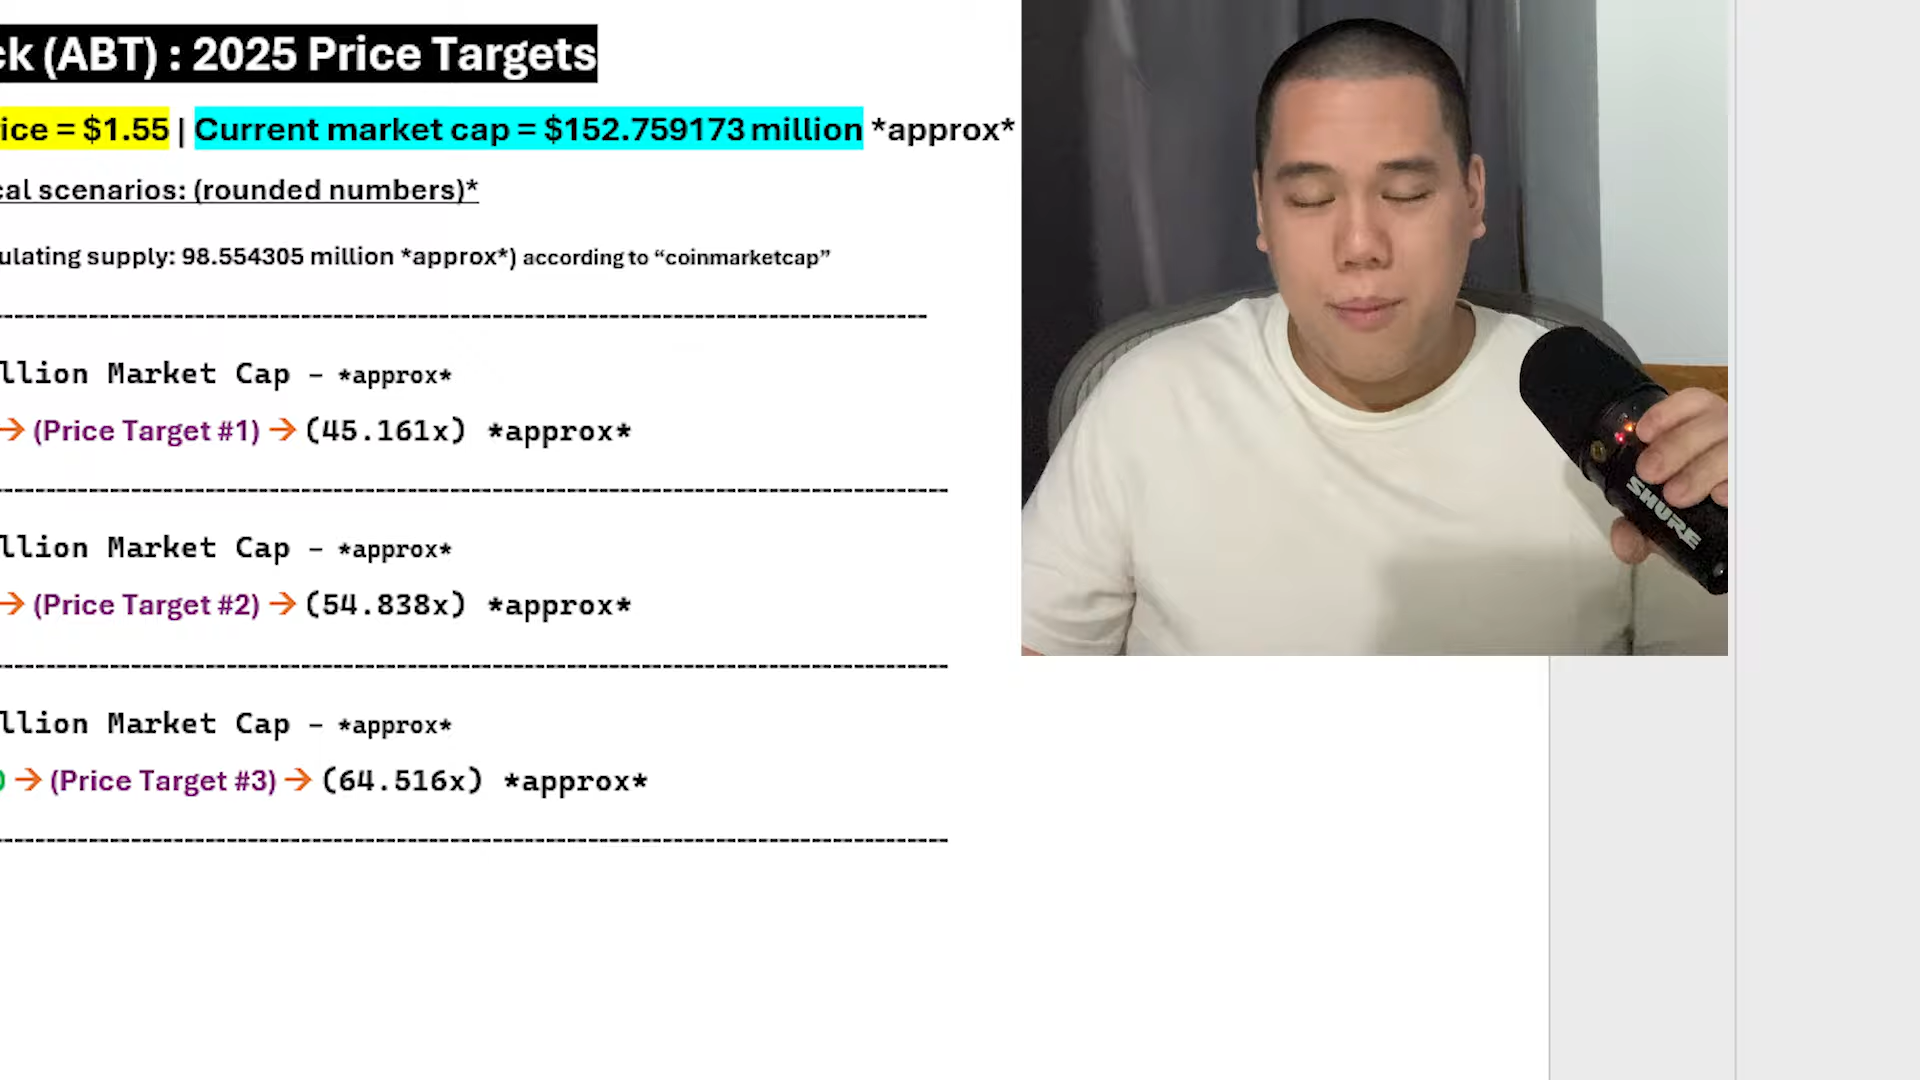 ck (ABT) : 2025 Price Targets
ice = $1.55 | Current market cap = $152.759173 million *approx*
cal scenarios: (rounded numbers)*
ulating supply: 98.554305 million *approx*) according to “coinmarketcap”
llion Market Cap – *approx*
→ (Price Target #1) → (45.161x) *approx*
llion Market Cap – *approx*
→ (Price Target #2) → (54.838x) *approx*
llion Market Cap – *approx*
0 → (Price Target #3) → (64.516x) *approx*
SHURE